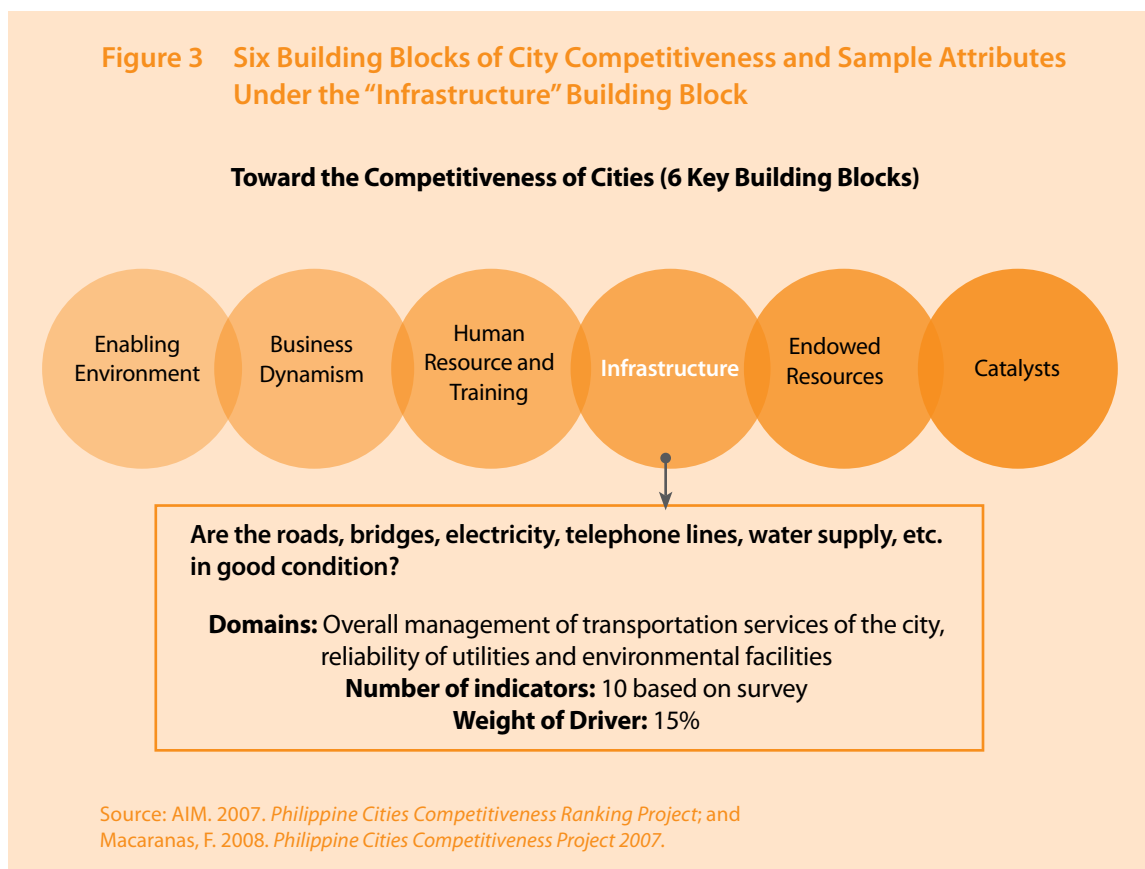 Figure 3 Six Building Blocks of City Competitiveness and Sample Attributes
Under the “Infrastructure” Building Block
Toward the Competitiveness of Cities (6 Key Building Blocks)
Enabling
Environment
Business
Dynamism
Human
Resource and
Training
Infrastructure
Endowed
Resources
Catalysts
Are the roads, bridges, electricity, telephone lines, water supply, etc.
in good condition?
Domains: Overall management of transportation services of the city,
reliability of utilities and environmental facilities
Number of indicators: 10 based on survey
Weight of Driver: 15%
Source: AIM. 2007. Philippine Cities Competitiveness Ranking Project; and
Macaranas, F. 2008. Philippine Cities Competitiveness Project 2007.